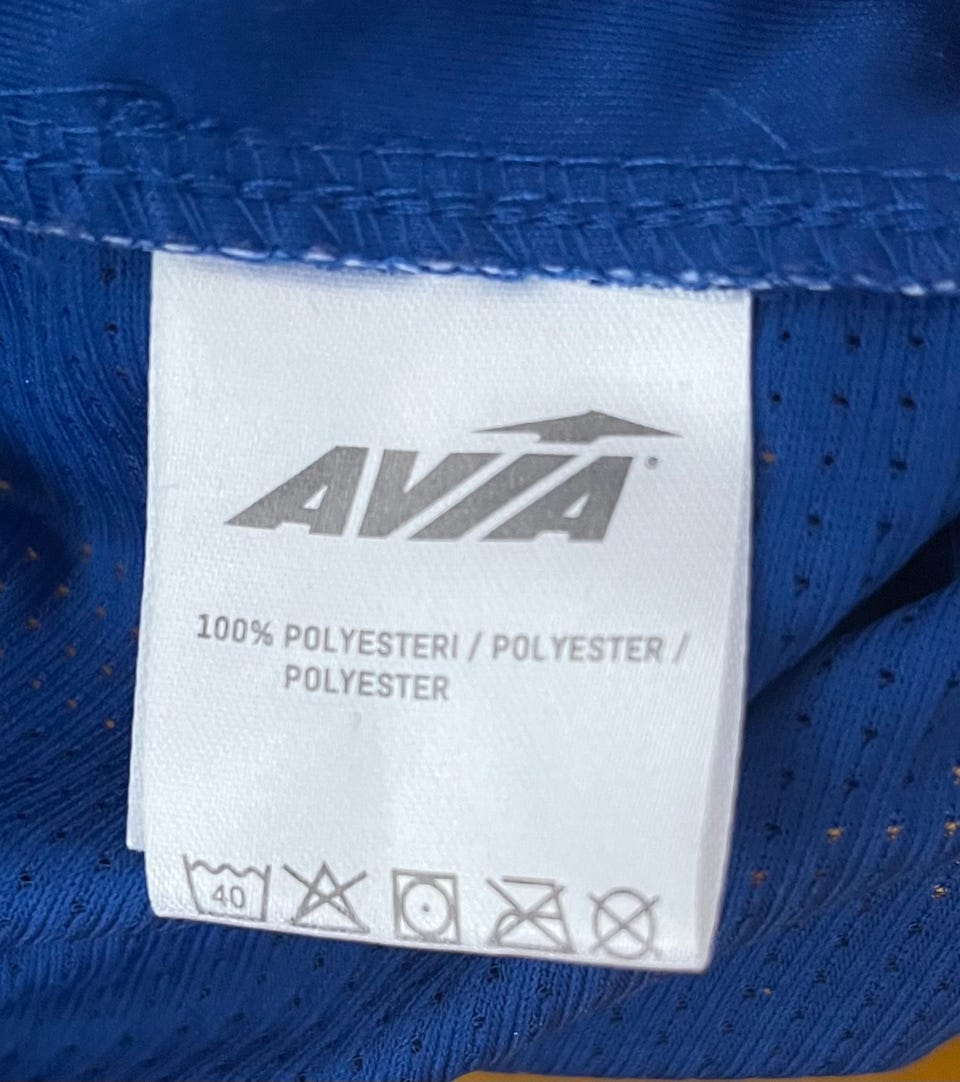 AVIA
100% POLYESTERI / POLYESTER /
POLYESTER
40